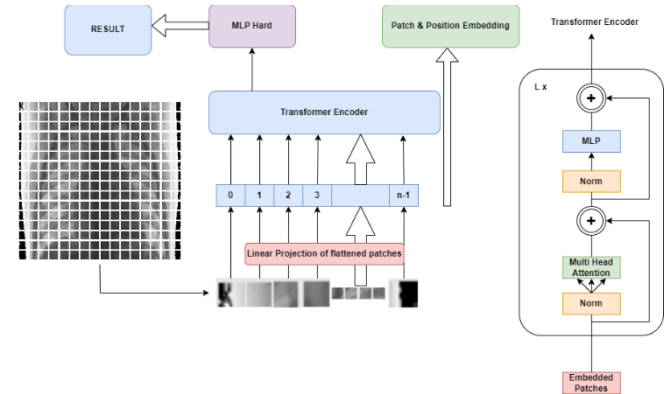 RESULT
MLP Hard
Patch & Position Embedding
Transformer Encoder
0 1 2 3 n-1
Linear Projection of flattened patches
Transformer Encoder
L x
+
MLP
Norm
+
Multi Head
Attention
Norm
Embedded
Patches